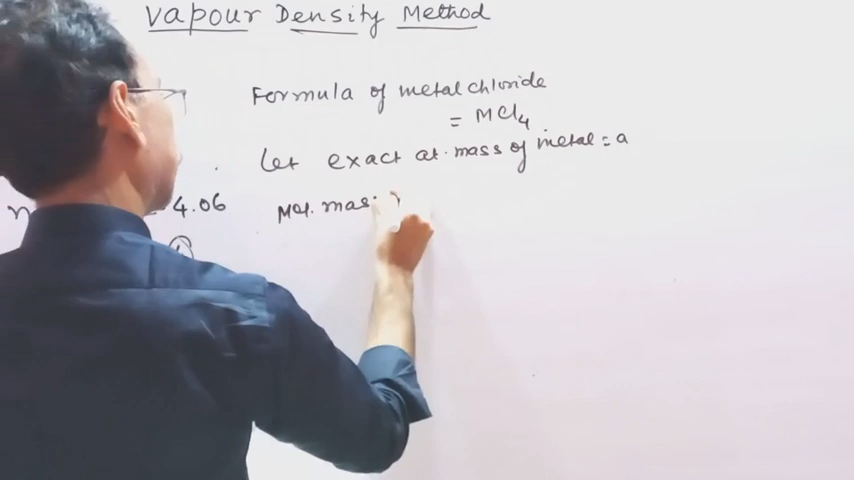 Vapour Density Method
Formula of metal chloride
= MCl4
Let exact at. mass of metal = a
= 4.06
Mol. mas